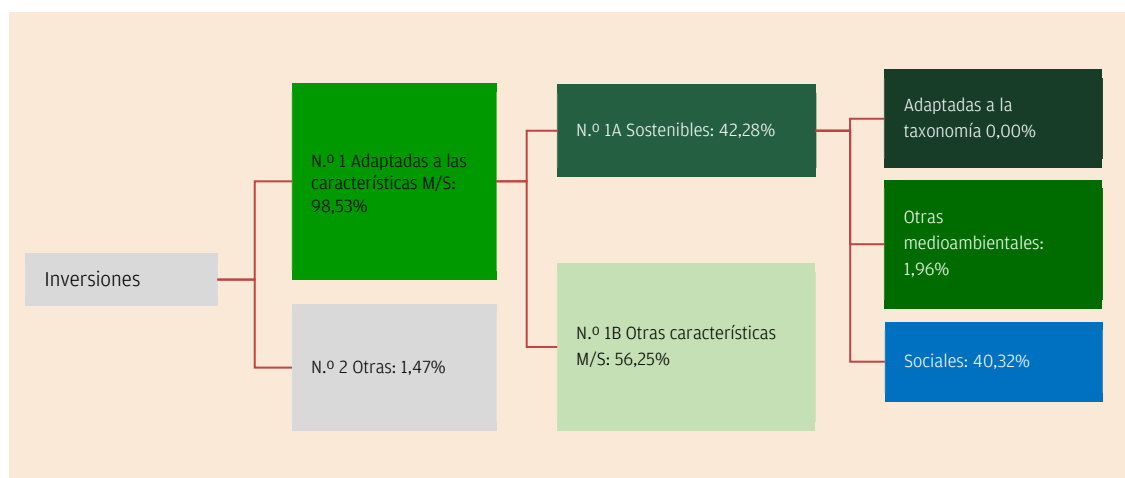 Inversiones
N.º 1 Adaptadas a las
características M/S:
98,53%
N.º 2 Otras: 1,47%
N.º 1A Sostenibles: 42,28%
N.º 1B Otras características
M/S: 56,25%
Adaptadas a la
taxonomía 0,00%
Otras
medioambientales:
1,96%
Sociales: 40,32%